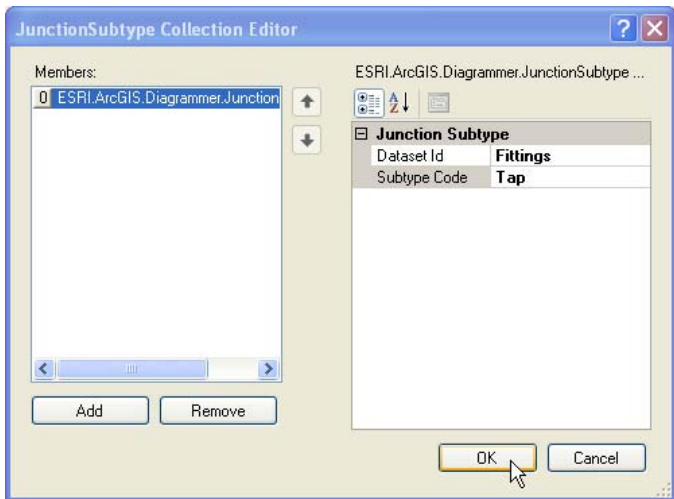 JunctionSubtype Collection Editor
Members:
0 ESRI.ArcGIS.Diagrammer.Junction
ESRI.ArcGIS.Diagrammer.JunctionSubtype ...
Junction Subtype
Dataset Id Fittings
Subtype Code Tap
Add Remove
OK Cancel